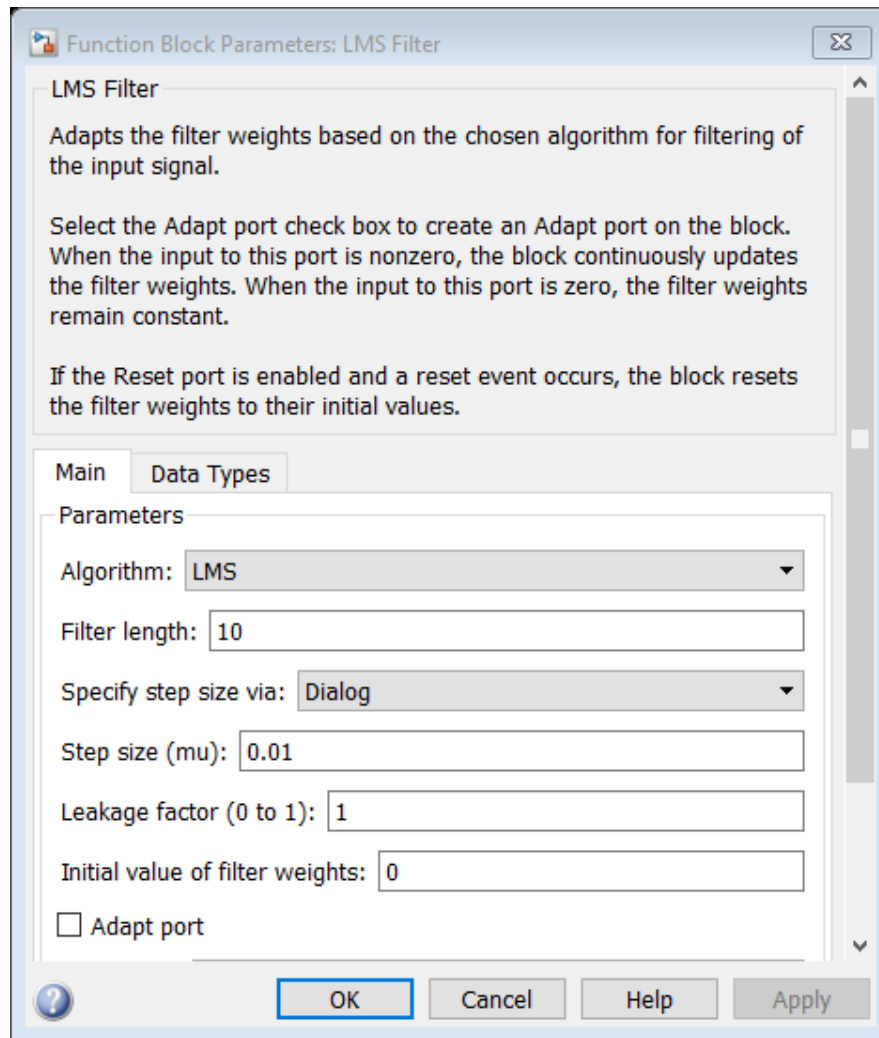 Function Block Parameters: LMS Filter
LMS Filter
Adapts the filter weights based on the chosen algorithm for filtering of
the input signal.
Select the Adapt port check box to create an Adapt port on the block.
When the input to this port is nonzero, the block continuously updates
the filter weights. When the input to this port is zero, the filter weights
remain constant.
If the Reset port is enabled and a reset event occurs, the block resets
the filter weights to their initial values.
Main Data Types
Parameters
Algorithm: LMS
Filter length: 10
Specify step size via: Dialog
Step size (mu): 0.01
Leakage factor (0 to 1): 1
Initial value of filter weights: 0
Adapt port
? OK Cancel Help Apply